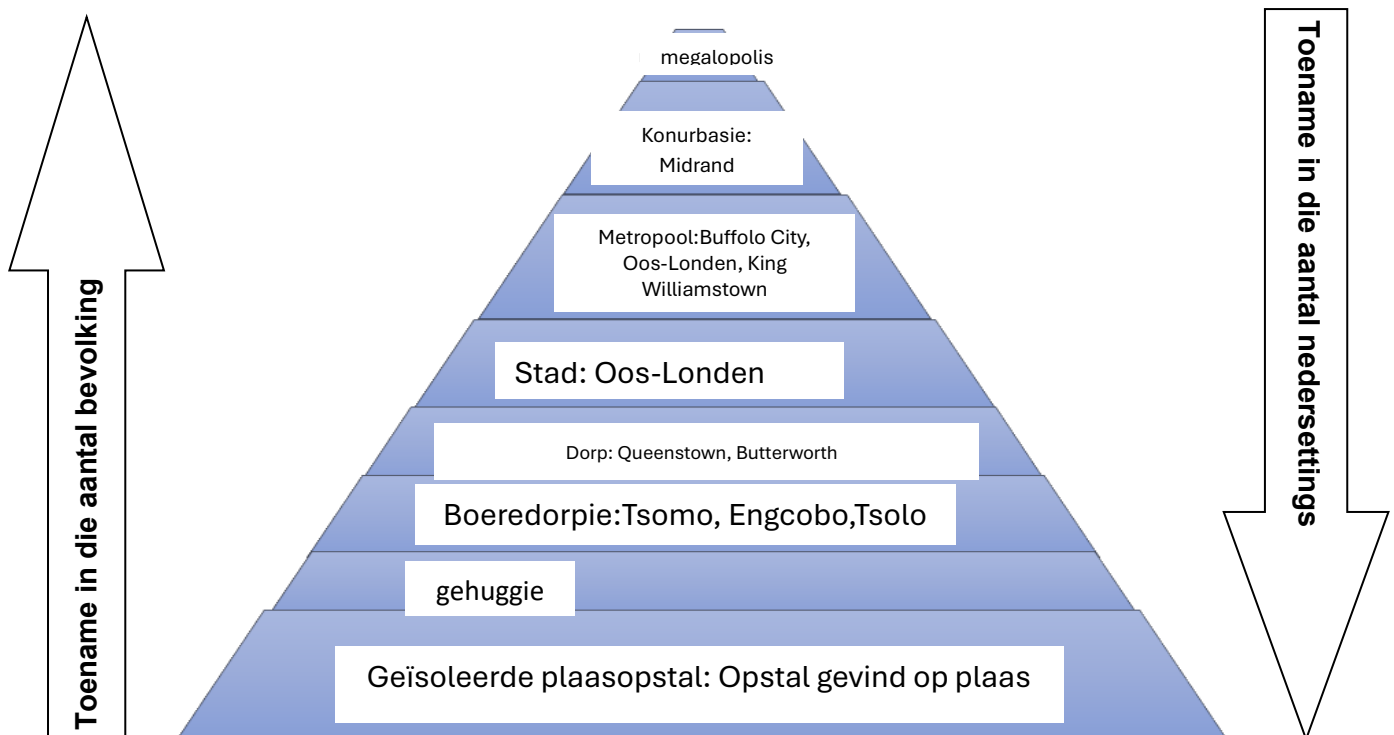 megalopolis
Konurbasie:
Midrand
Metropool:Buffolo City,
Oos-Londen, King
Williamstown
Stad: Oos-Londen
Dorp: Queenstown, Butterworth
Boeredorpie:Tsomo, Engcobo,Tsolo
gehuggie
Geïsoleerde plaasopstal: Opstal gevind op plaas
Toename in die aantal bevolking
Toename in die aantal nedersettings